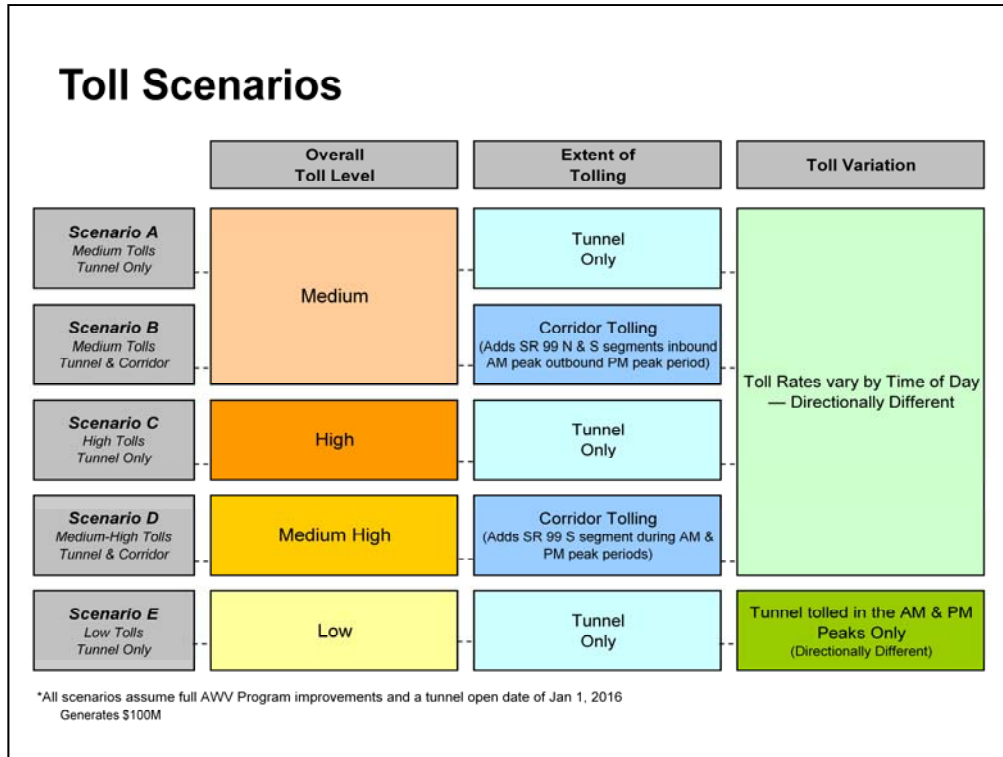 Toll Scenarios
Overall
Toll Level
Extent of
Tolling
Toll Variation
Scenario A
Medium Tolls
Tunnel Only
Medium
Tunnel
Only
Toll Rates vary by Time of Day
— Directionally Different
Scenario B
Medium Tolls
Tunnel & Corridor
Corridor Tolling
(Adds SR 99 N & S segments inbound
AM peak outbound PM peak period)
Scenario C
High Tolls
Tunnel Only
High
Tunnel
Only
Scenario D
Medium-High Tolls
Tunnel & Corridor
Medium High
Corridor Tolling
(Adds SR 99 S segment during AM &
PM peak periods)
Scenario E
Low Tolls
Tunnel Only
Low
Tunnel
Only
Tunnel tolled in the AM & PM
Peaks Only
(Directionally Different)
*All scenarios assume full AWV Program improvements and a tunnel open date of Jan 1, 2016
Generates $100M